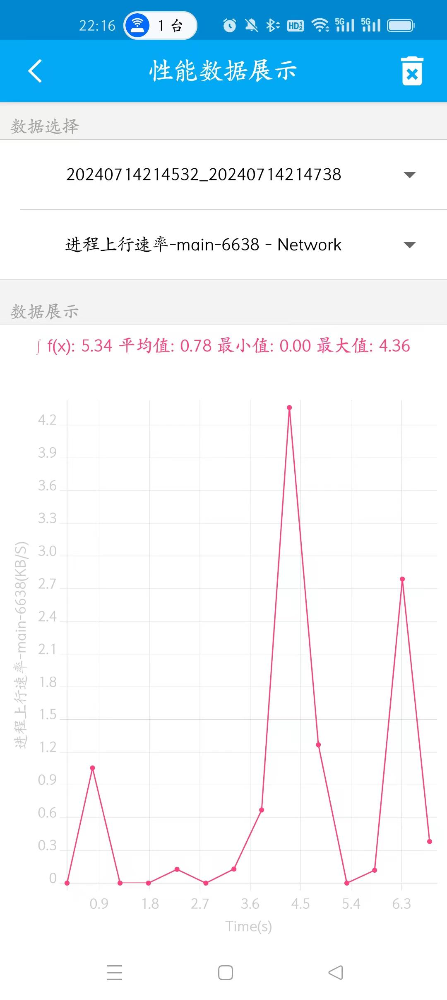 22:16 1 台 HD 1 2 5G 5G
性能数据展示
数据选择
20240714214532_20240714214738
进程上行速率-main-6638 - Network
数据展示
∫ f(x): 5.34 平均值: 0.78 最小值: 0.00 最大值: 4.36
进程上行速率-main-6638(KB/S)
4.2
3.9
3.6
3.3
3.0
2.7
2.4
2.1
1.8
1.5
1.2
0.9
0.6
0.3
0
0.9 1.8 2.7 3.6 4.5 5.4 6.3
Time(s)